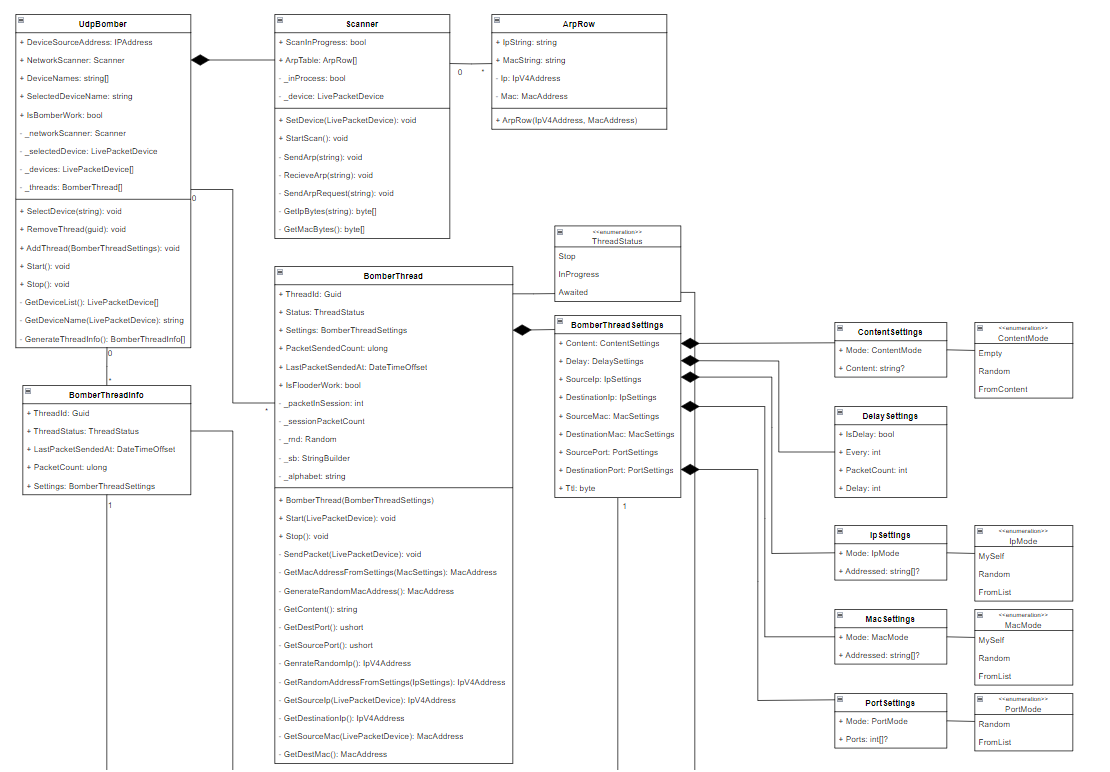 UdpBomber
+ DeviceSourceAddress: IPAddress
+ NetworkScanner: Scanner
+ DeviceNames: string[]
+ SelectedDeviceName: string
+ IsBomberWork: bool
- _networkScanner: Scanner
- _selectedDevice: LivePacketDevice
- _devices: LivePacketDevice[]
- _threads: BomberThread[]
+ SelectDevice(string): void
+ RemoveThread(guid): void
+ AddThread(BomberThreadSettings): void
+ Start(): void
+ Stop(): void
- GetDeviceList(): LivePacketDevice[]
- GetDeviceName(LivePacketDevice): string
- GenerateThreadInfo(): BomberThreadInfo[]
0
0
*
Scanner
+ ScanInProgress: bool
+ ArpTable: ArpRow[]
- _inProcess: bool
- _device: LivePacketDevice
+ SetDevice(LivePacketDevice): void
+ StartScan(): void
- SendArp(string): void
- RecieveArp(string): void
- SendArpRequest(string): void
- GetIpBytes(string): byte[]
- GetMacBytes(): byte[]
0 *
ArpRow
+ IpString: string
+ MacString: string
- Ip: IpV4Address
- Mac: MacAddress
+ ArpRow(IpV4Address, MacAddress)
BomberThreadInfo
+ ThreadId: Guid
+ ThreadStatus: ThreadStatus
+ LastPacketSendedAt: DateTimeOffset
+ PacketCount: ulong
+ Settings: BomberThreadSettings
1
*
BomberThread
+ ThreadId: Guid
+ Status: ThreadStatus
+ Settings: BomberThreadSettings
+ PacketSendedCount: ulong
+ LastPacketSendedAt: DateTimeOffset
+ IsFlooderWork: bool
- _packetInSession: int
- _sessionPacketCount
- _rnd: Random
- _sb: StringBuilder
- _alphabet: string
+ BomberThread(BomberThreadSettings)
+ Start(LivePacketDevice): void
+ Stop(): void
- SendPacket(LivePacketDevice): void
- GetMacAddressFromSettings(MacSettings): MacAddress
- GenerateRandomMacAddress(): MacAddress
- GetContent(): string
- GetDestPort(): ushort
- GetSourcePort(): ushort
- GenrateRandomIp(): IpV4Address
- GetRandomAddressFromSettings(IpSettings): IpV4Address
- GetSourceIp(LivePacketDevice): IpV4Address
- GetDestinationIp(): IpV4Address
- GetSourceMac(LivePacketDevice): MacAddress
- GetDestMac(): MacAddress
<<enumeration>>
ThreadStatus
Stop
InProgress
Awaited
BomberThreadSettings
+ Content: ContentSettings
+ Delay: DelaySettings
+ SourceIp: IpSettings
+ DestinationIp: IpSettings
+ SourceMac: MacSettings
+ DestinationMac: MacSettings
+ SourcePort: PortSettings
+ DestinationPort: PortSettings
+ Ttl: byte
1
ContentSettings
+ Mode: ContentMode
+ Content: string?
<<enumeration>>
ContentMode
Empty
Random
FromContent
DelaySettings
+ IsDelay: bool
+ Every: int
+ PacketCount: int
+ Delay: int
IpSettings
+ Mode: IpMode
+ Addressed: string[]?
<<enumeration>>
IpMode
MySelf
Random
FromList
MacSettings
+ Mode: MacMode
+ Addressed: string[]?
<<enumeration>>
MacMode
MySelf
Random
FromList
PortSettings
+ Mode: PortMode
+ Ports: int[]?
<<enumeration>>
PortMode
Random
FromList